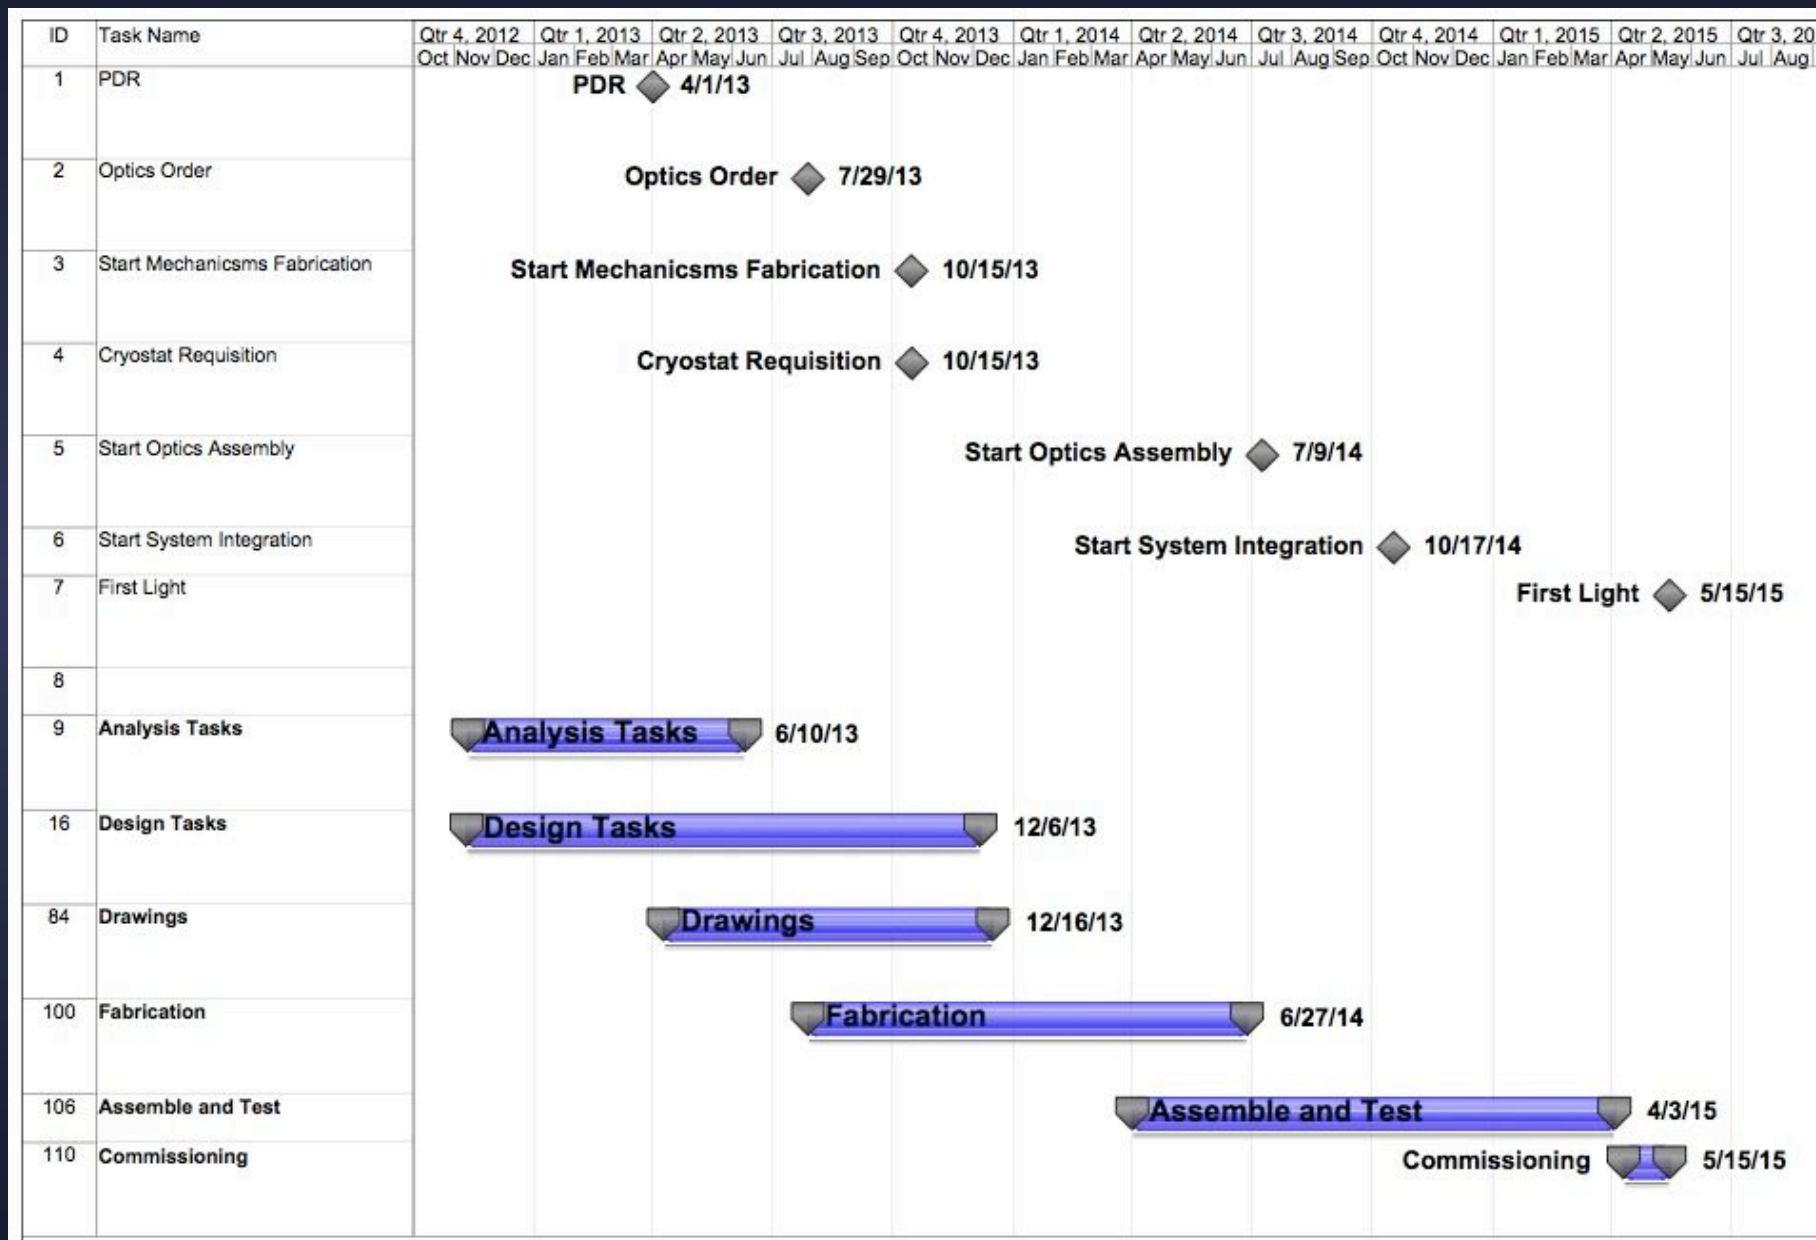 ID Task Name Qtr 4, 2012 Qtr 1, 2013 Qtr 2, 2013 Qtr 3, 2013 Qtr 4, 2013 Qtr 1, 2014 Qtr 2, 2014 Qtr 3, 2014 Qtr 4, 2014 Qtr 1, 2015 Qtr 2, 2015 Qtr 3, 20
Oct Nov Dec Jan Feb Mar Apr May Jun Jul Aug Sep Oct Nov Dec Jan Feb Mar Apr May Jun Jul Aug Sep Oct Nov Dec Jan Feb Mar Apr May Jun Jul Aug
1 PDR PDR 4/1/13
2 Optics Order Optics Order 7/29/13
3 Start Mechanicsms Fabrication Start Mechanicsms Fabrication 10/15/13
4 Cryostat Requisition Cryostat Requisition 10/15/13
5 Start Optics Assembly Start Optics Assembly 7/9/14
6 Start System Integration Start System Integration 10/17/14
7 First Light First Light 5/15/15
8
9 Analysis Tasks Analysis Tasks 6/10/13
16 Design Tasks Design Tasks 12/6/13
84 Drawings Drawings 12/16/13
100 Fabrication Fabrication 6/27/14
106 Assemble and Test Assemble and Test 4/3/15
110 Commissioning Commissioning 5/15/15